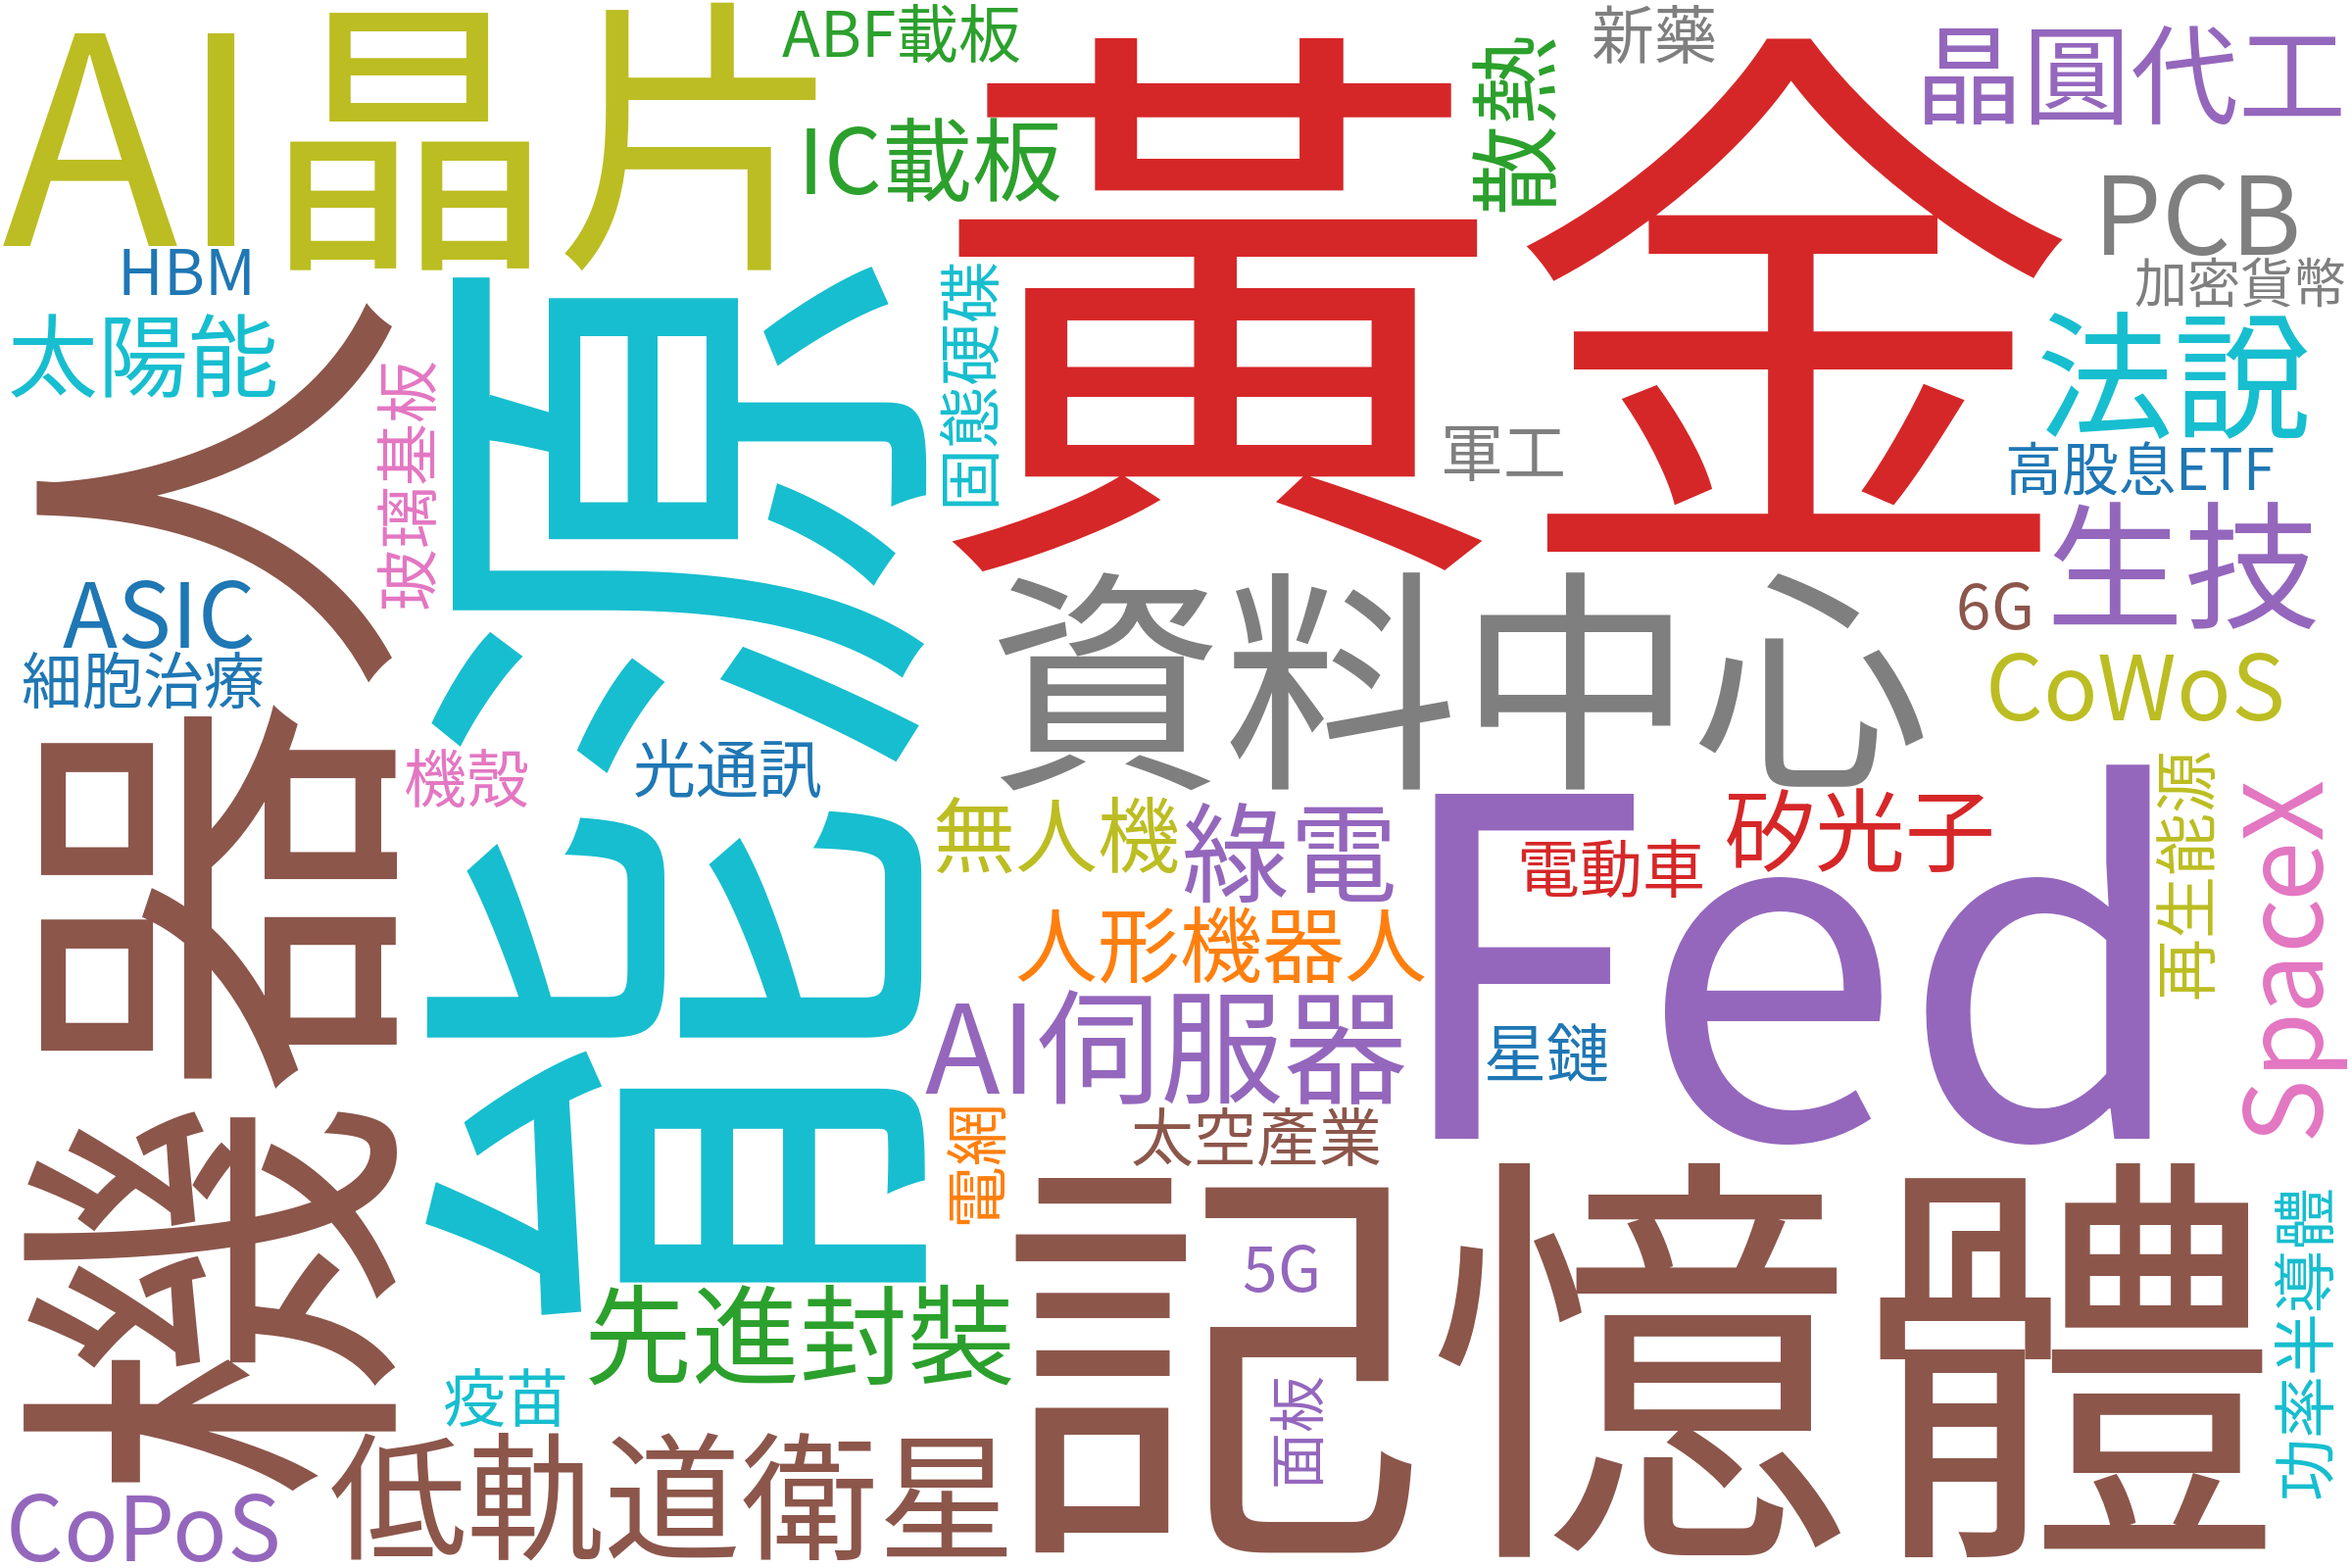 AI晶片
ABF載板
IC載板
黃金
散熱
新藥
晶圓代工
PCB
加密貨幣
HBM
太陽能
機器人
玻璃基板
能源
固態硬碟
軍工
法說
高股息ETF
生技
6G
CoWoS
ASIC
細胞治療
機殼
光通訊
資料中心
無人機
綠電
電動車
矽光子
Fed
再生能源
spacex
人形機器人
AI伺服器
星鏈
太空產業
電網
記憶體
5G
面板
功率半導體
先進封裝
疫苗
低軌道衛星
CoPoS